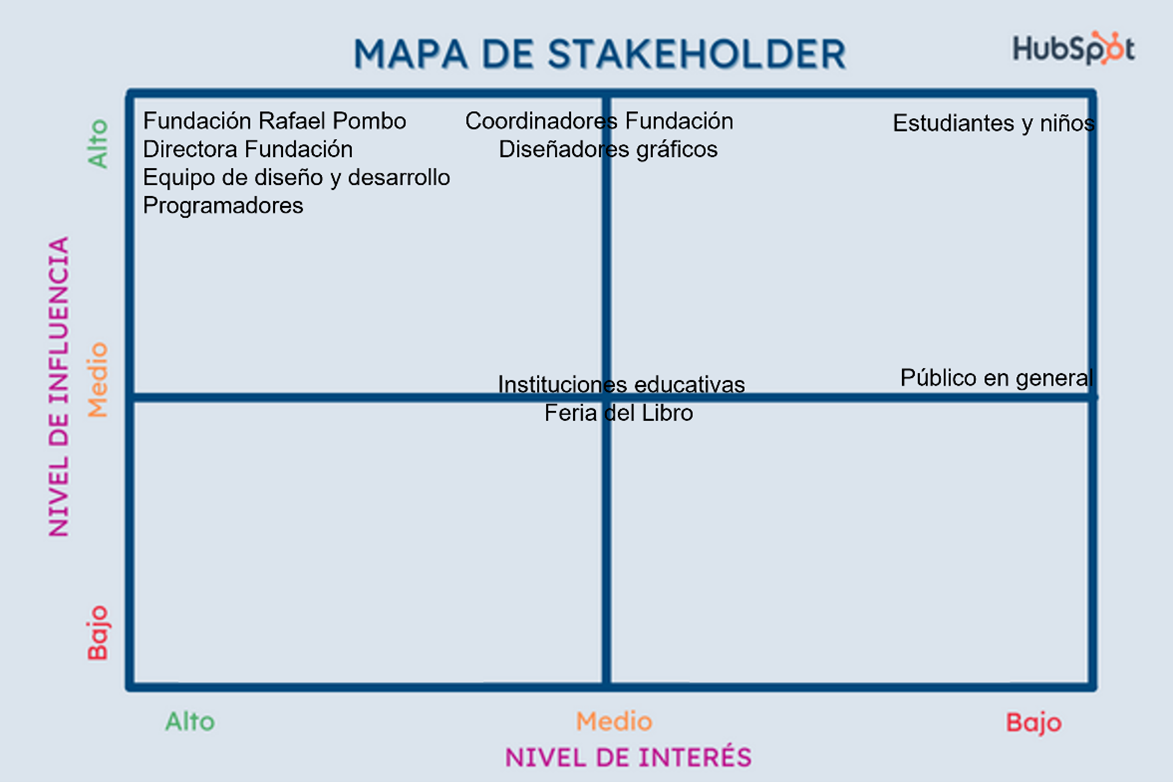 MAPA DE STAKEHOLDER
HubSpot
NIVEL DE INFLUENCIA
Alto
Medio
Bajo
Fundación Rafael Pombo
Directora Fundación
Equipo de diseño y desarrollo
Programadores
Coordinadores Fundación
Diseñadores gráficos
Estudiantes y niños
Instituciones educativas
Feria del Libro
Público en general
Alto
Medio
Bajo
NIVEL DE INTERÉS